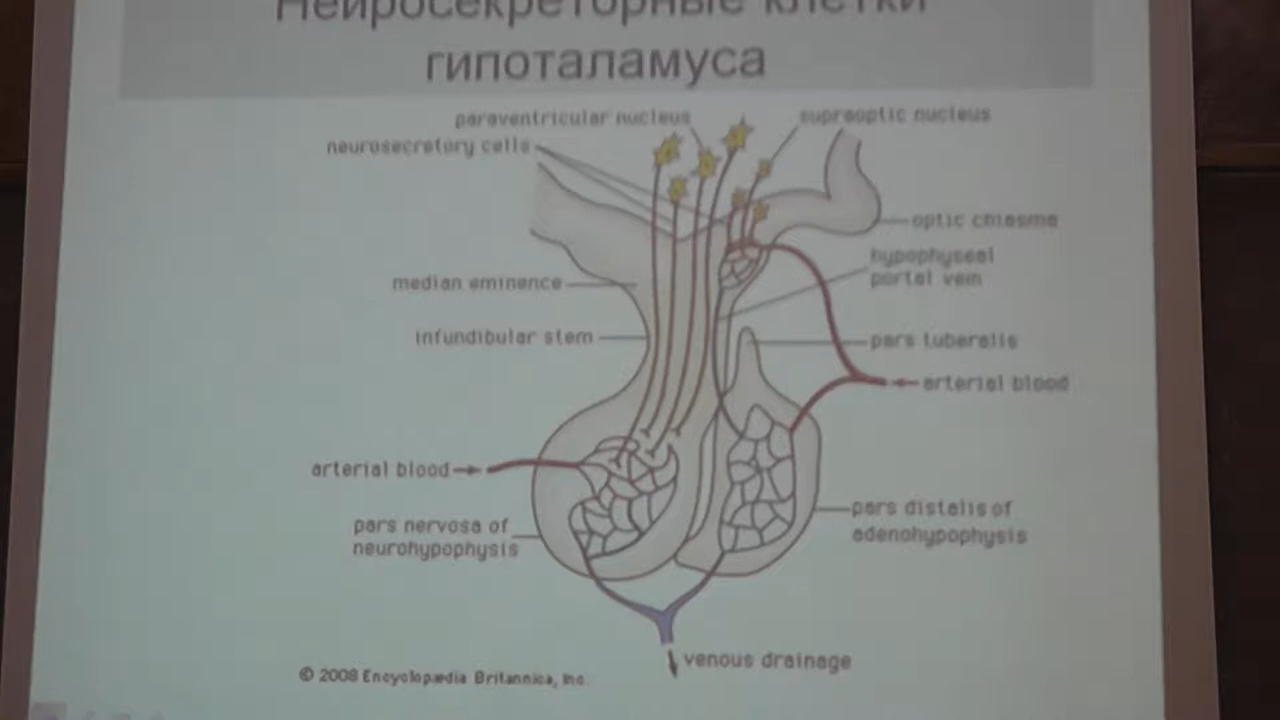 Нейросекреторные клетки
гипоталамуса
paraventricular nucleus
supraoptic nucleus
neurosecretory cells
optic chiasma
hypophyseal
portal vein
median eminence
infundibular stem
pars tuberalis
arterial blood
arterial blood
pars nervosa of
neurohypophysis
pars distalis of
adenohypophysis
venous drainage
© 2008 Encyclopædia Britannica, Inc.